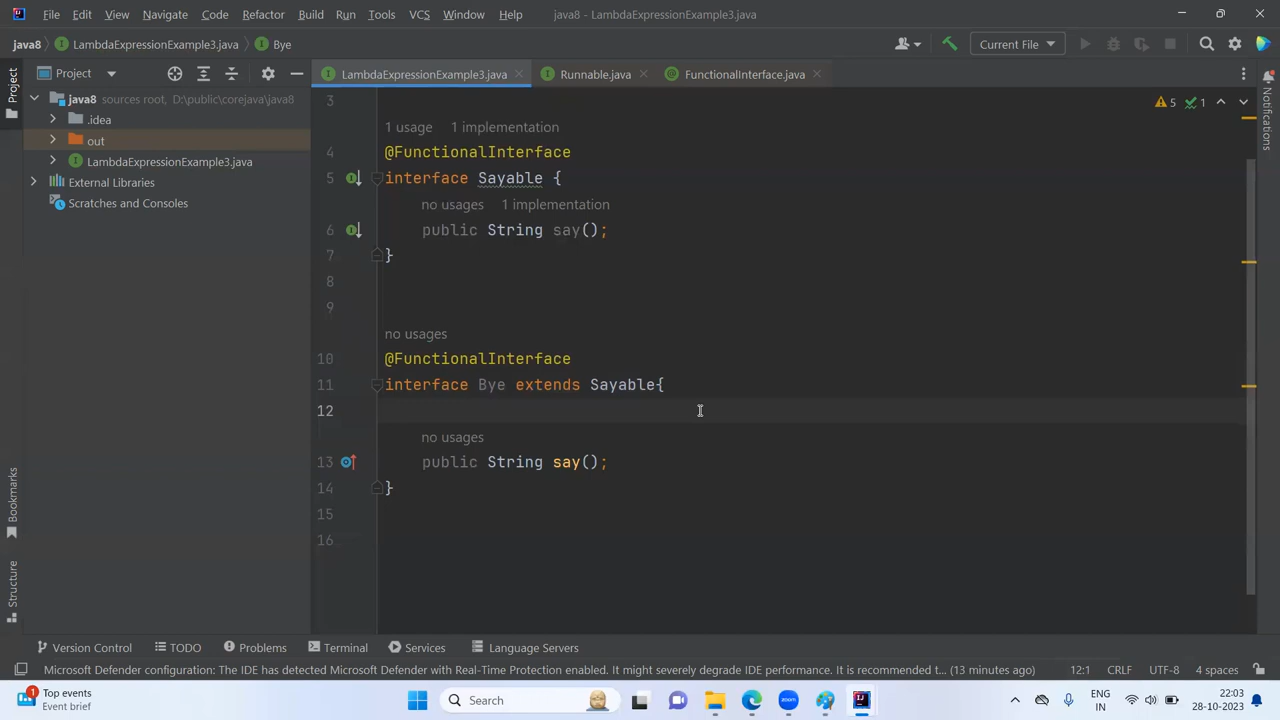 File Edit View Navigate Code Refactor Build Run Tools VCS Window Help java8 - LambdaExpressionExample3.java
java8 LambdaExpressionExample3.java Bye Current File
Project LambdaExpressionExample3.java Runnable.java FunctionalInterface.java
Project
Notifications
java8 sources root, D:\public\corejava\java8
.idea
out
LambdaExpressionExample3.java
External Libraries
Scratches and Consoles
5 1
3
1 usage 1 implementation
4 @FunctionalInterface
5 interface Sayable {
no usages 1 implementation
6 public String say();
7 }
8
9
no usages
10 @FunctionalInterface
11 interface Bye extends Sayable{
12
no usages
13 public String say();
14 }
15
16
Bookmarks
Structure
Version Control TODO Problems Terminal Services Language Servers
Microsoft Defender configuration: The IDE has detected Microsoft Defender with Real-Time Protection enabled. It might severely degrade IDE performance. It is recommended t... (13 minutes ago) 12:1 CRLF UTF-8 4 spaces
1 Top events
Event brief
Search
zoom
ENG
IN
22:03
28-10-2023